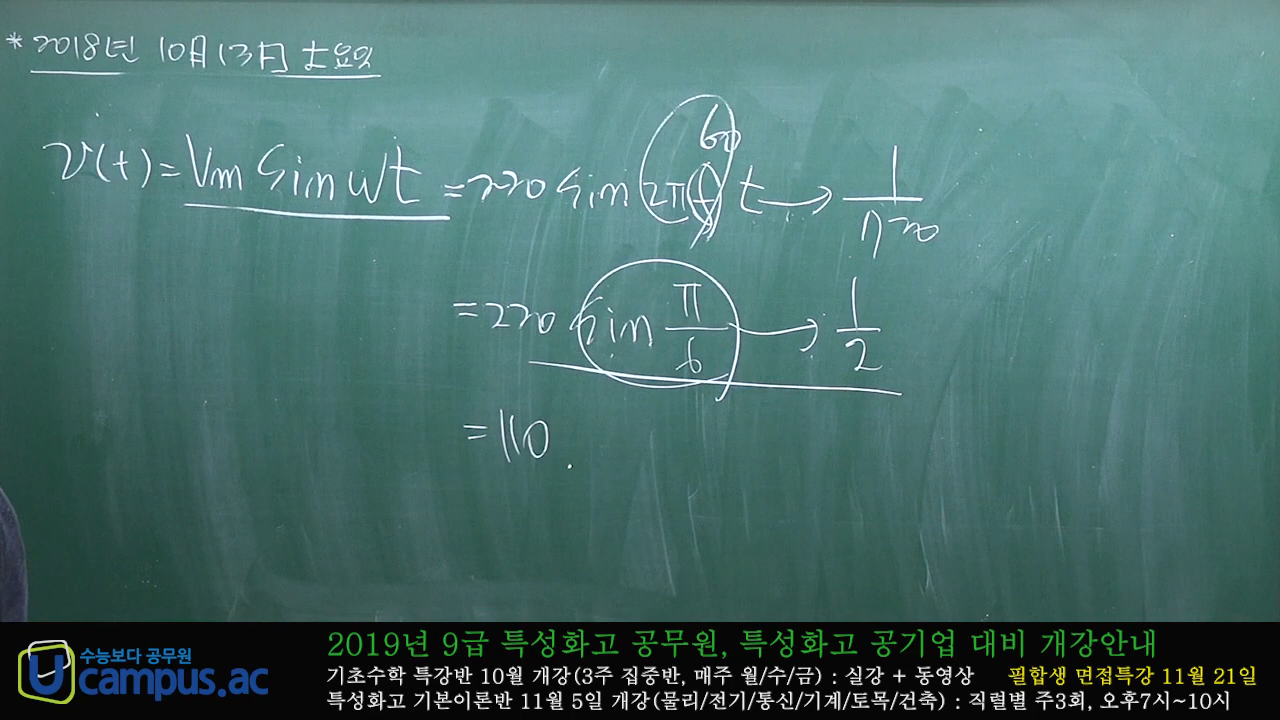 * 2018년 10月 13日 土요일
v(t) = Vm sin wt = 220 sin 2πf 60 t → 1/720
= 220 sin π/6 → 1/2
= 110.
2019년 9급 특성화고 공무원, 특성화고 공기업 대비 개강안내
수능보다 공무원
Ucampus.ac
기초수학 특강반 10월 개강(3주 집중반, 매주 월/수/금) : 실강 + 동영상 필합생 면접특강 11월 21일
특성화고 기본이론반 11월 5일 개강(물리/전기/통신/기계/토목/건축) : 직렬별 주3회, 오후7시~10시